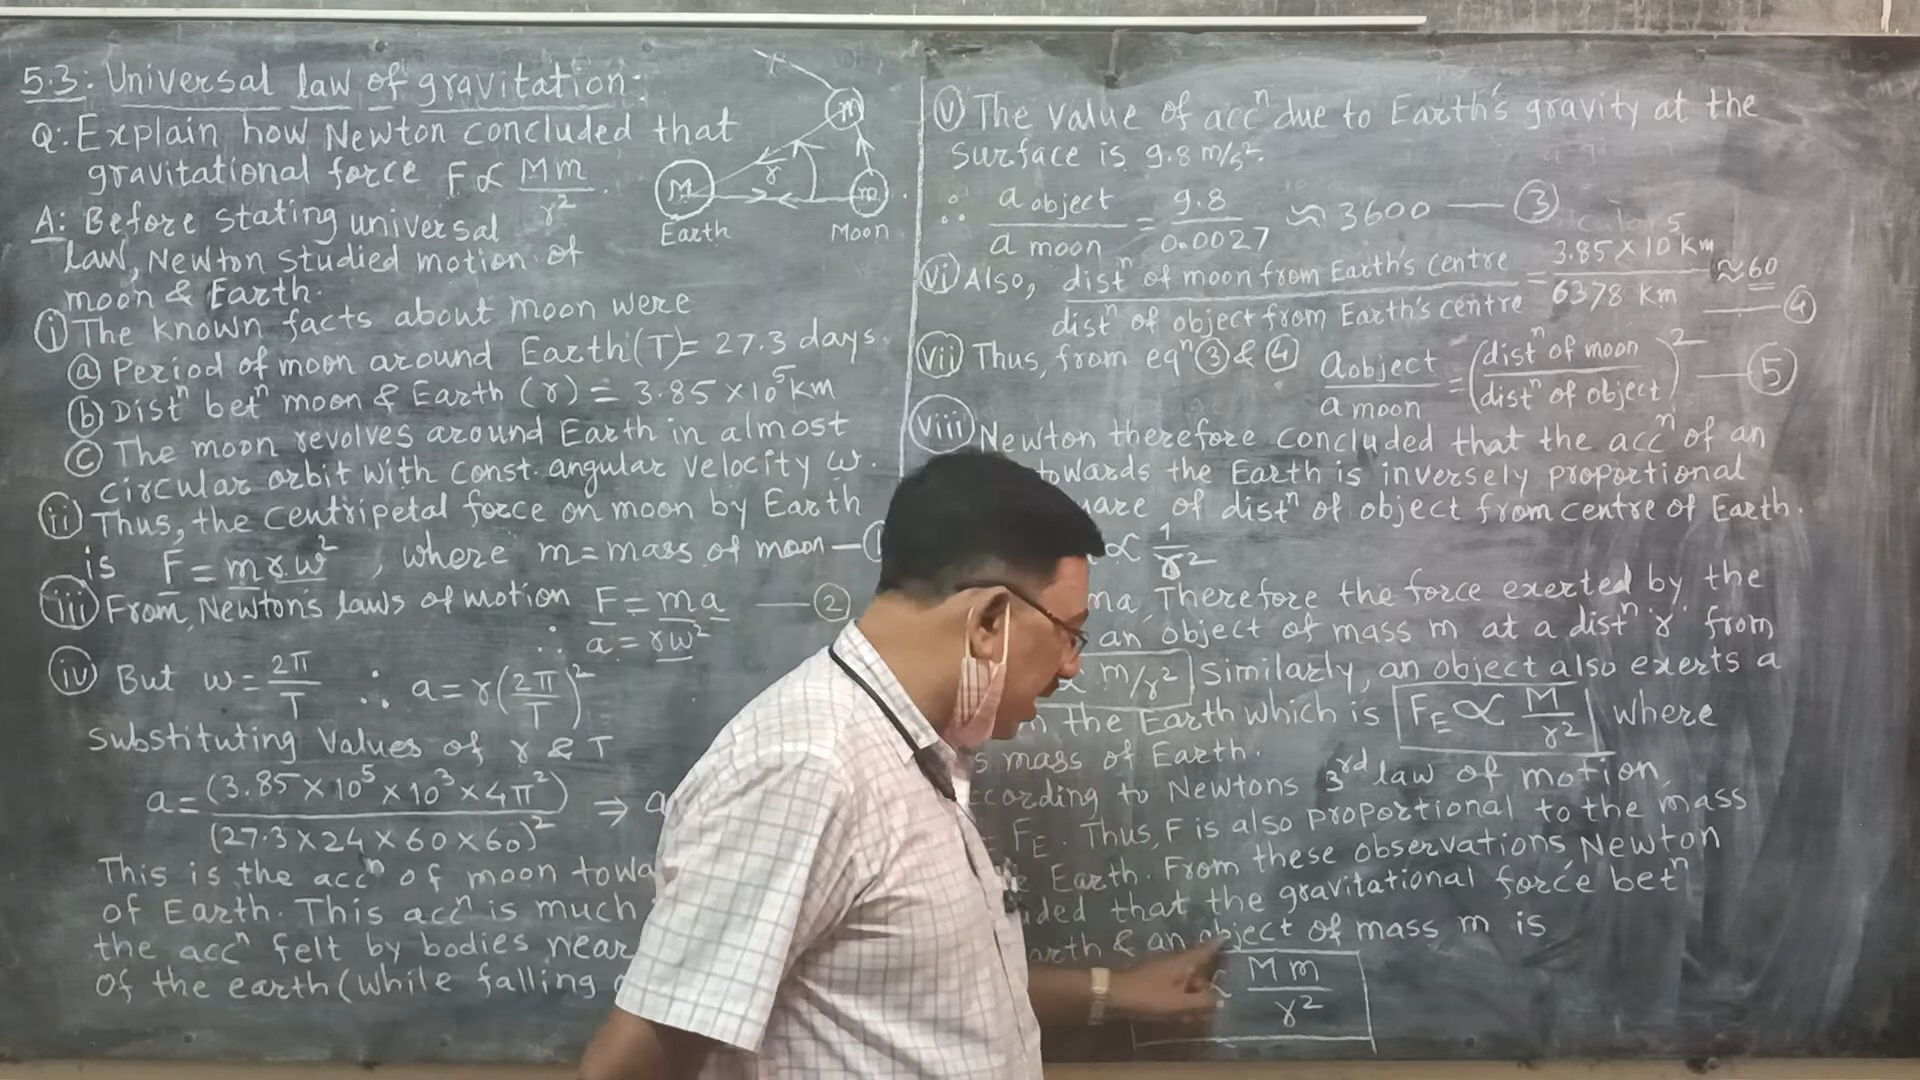 5.3: Universal law of gravitation:
Q: Explain how Newton concluded that
gravitational force F ∝ Mm/r²
A: Before stating universal
law, Newton studied motion of
moon & Earth.
m
M
r
m
Earth
Moon
(i) The known facts about moon were
(a) Period of moon around Earth (T) = 27.3 days.
(b) Distⁿ betⁿ moon & Earth (r) = 3.85 × 10⁵ km
(c) The moon revolves around Earth in almost
circular orbit with const. angular velocity ω.
(ii) Thus, the centripetal force on moon by Earth
is F = mrω², where m = mass of moon — (1
(iii) From Newton's laws of motion F = ma — (2)
∴ a = rω²
(iv) But ω = 2π/T ∴ a = r(2π/T)²
Substituting values of r & T
a = (3.85 × 10⁵ × 10³ × 4π²)/(27.3 × 24 × 60 × 60)² ⇒ a
This is the accⁿ of moon towa
of Earth. This accⁿ is much
the accⁿ felt by bodies near
of the earth (while falling
(v) The value of accⁿ due to Earth's gravity at the
surface is 9.8 m/s².
∴ a object / a moon = 9.8/0.0027 ≈ 3600 — (3)
(vi) Also, distⁿ of moon from Earth's centre / distⁿ of object from Earth's centre = 3.85 × 10⁵ km / 6378 km ≈ 60 — (4)
(vii) Thus, from eqⁿ (3) & (4) a object / a moon = (distⁿ of moon / distⁿ of object)² — (5)
(viii) Newton therefore concluded that the accⁿ of an
towards the Earth is inversely proportional
uare of distⁿ of object from centre of Earth.
∝ 1/r²
ma, Therefore the force exerted by the
an object of mass m at a distⁿ 'r' from
∝ m/r² Similarly, an object also exerts a
n the Earth which is F_E ∝ M/r² where
s mass of Earth.
ccording to Newtons 3rd law of motion,
= F_E. Thus, F is also proportional to the mass
e Earth. From these observations, Newton
uded that the gravitational force betⁿ
arth & an object of mass m is
∝ Mm/r²